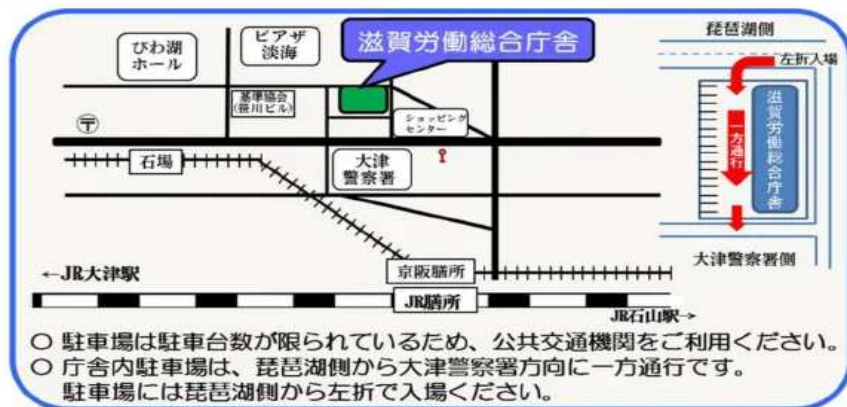 びわ湖
ホール
ピアザ
淡海
滋賀労働総合庁舎
基準協会
(笹川ビル)
ショッピング
センター
〒
石場
大津
警察署
←JR大津駅
京阪膳所
JR膳所
JR石山駅→
琵琶湖側
左折入場
一方通行
滋賀労働総合庁舎
大津警察署側
○ 駐車場は駐車台数が限られているため、公共交通機関をご利用ください。
○ 庁舎内駐車場は、琵琶湖側から大津警察署方向に一方通行です。
駐車場には琵琶湖側から左折で入場ください。